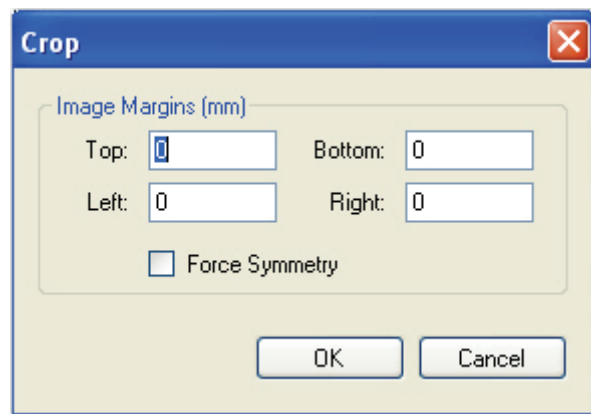 Crop
Image Margins (mm)
Top: 0 Bottom: 0
Left: 0 Right: 0
Force Symmetry
OK Cancel